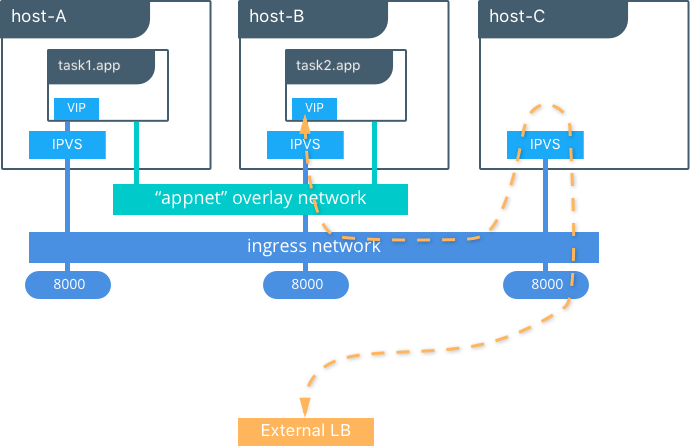 host-A
host-B
host-C
task1.app
task2.app
VIP
VIP
IPVS
IPVS
IPVS
“appnet” overlay network
ingress network
8000
8000
8000
External LB